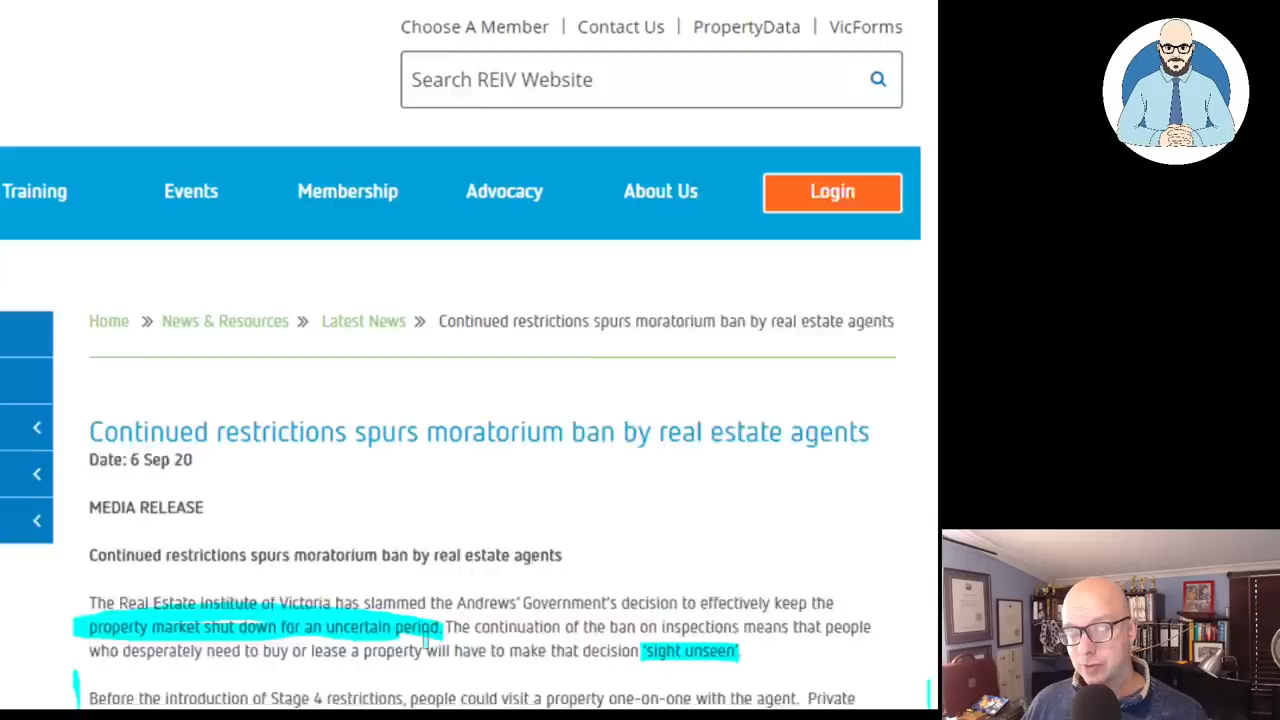 Choose A Member | Contact Us | PropertyData | VicForms
Search REIV Website
Training Events Membership Advocacy About Us Login
Home » News & Resources » Latest News » Continued restrictions spurs moratorium ban by real estate agents
Continued restrictions spurs moratorium ban by real estate agents
Date: 6 Sep 20
MEDIA RELEASE
Continued restrictions spurs moratorium ban by real estate agents
The Real Estate Institute of Victoria has slammed the Andrews' Government's decision to effectively keep the
property market shut down for an uncertain period. The continuation of the ban on inspections means that people
who desperately need to buy or lease a property will have to make that decision 'sight unseen'.
Before the introduction of Stage 4 restrictions, people could visit a property one-on-one with the agent. Private